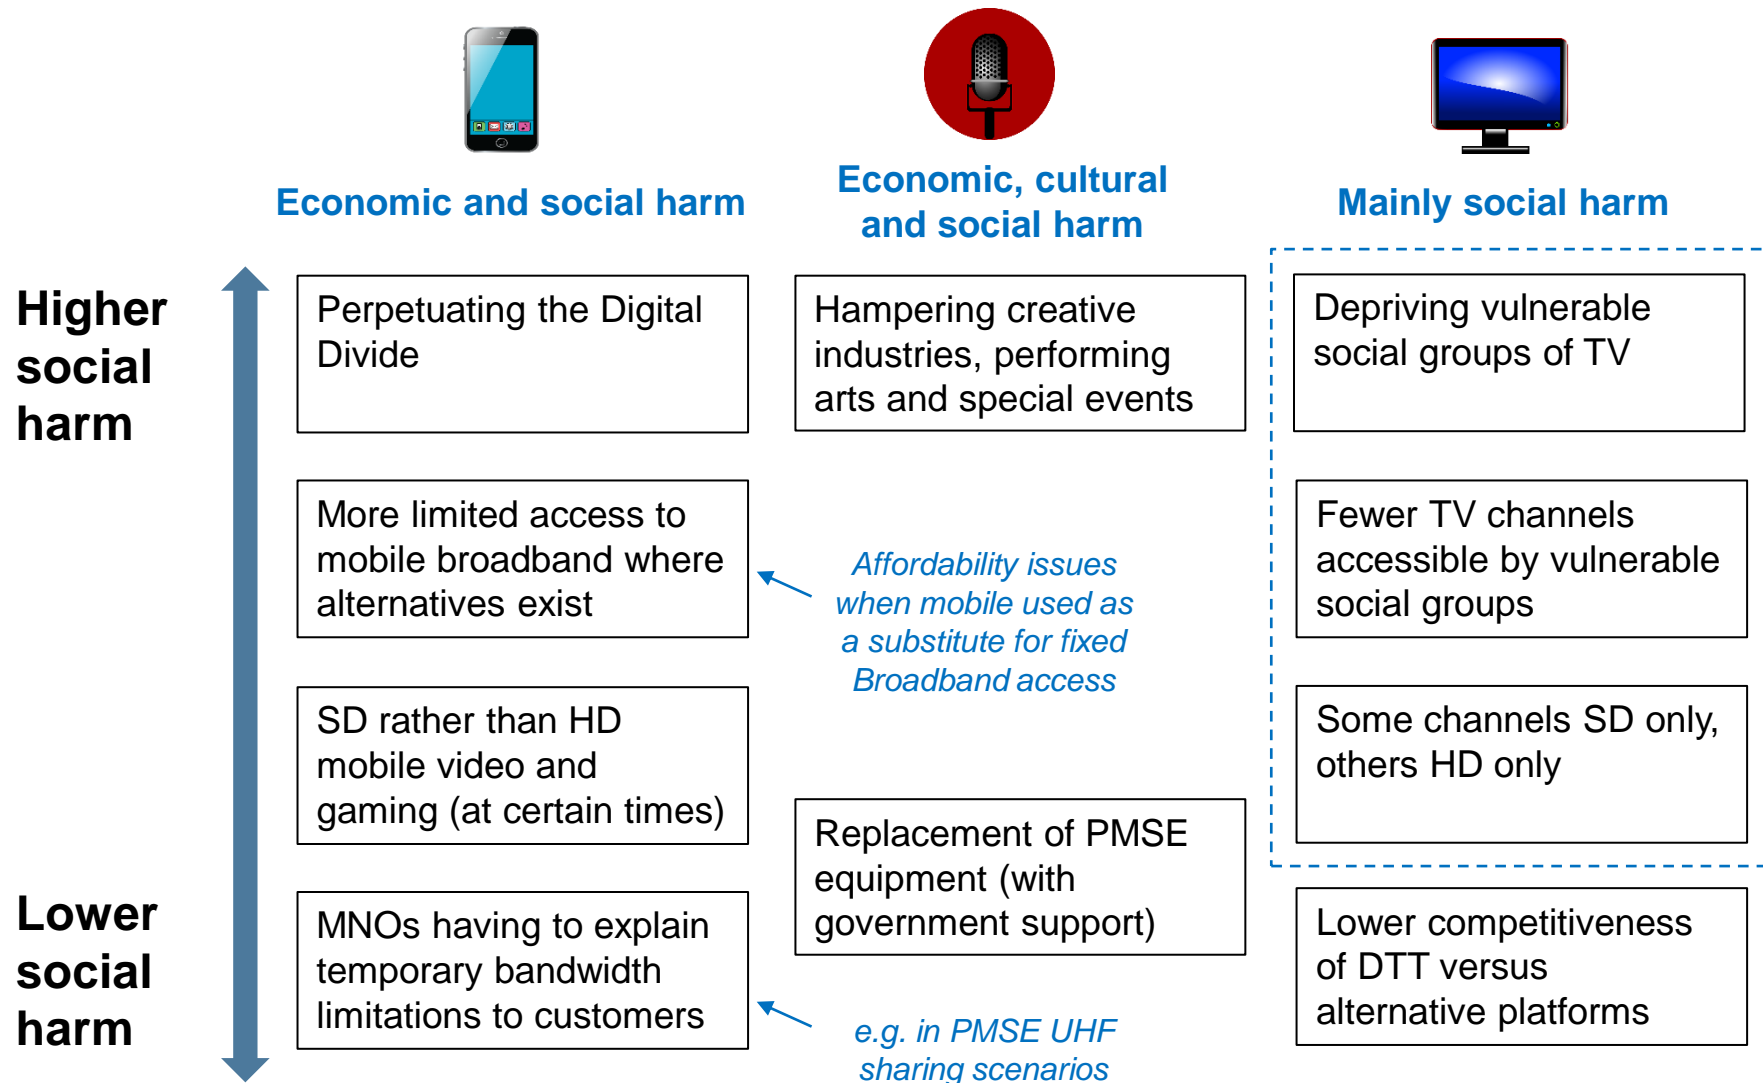 Economic and social harm
Economic, cultural
and social harm
Mainly social harm
Higher
social
harm
Perpetuating the Digital
Divide
Hampering creative
industries, performing
arts and special events
Depriving vulnerable
social groups of TV
More limited access to
mobile broadband where
alternatives exist
Affordability issues
when mobile used as
a substitute for fixed
Broadband access
Fewer TV channels
accessible by vulnerable
social groups
SD rather than HD
mobile video and
gaming (at certain times)
Some channels SD only,
others HD only
Replacement of PMSE
equipment (with
government support)
Lower
social
harm
MNOs having to explain
temporary bandwidth
limitations to customers
e.g. in PMSE UHF
sharing scenarios
Lower competitiveness
of DTT versus
alternative platforms